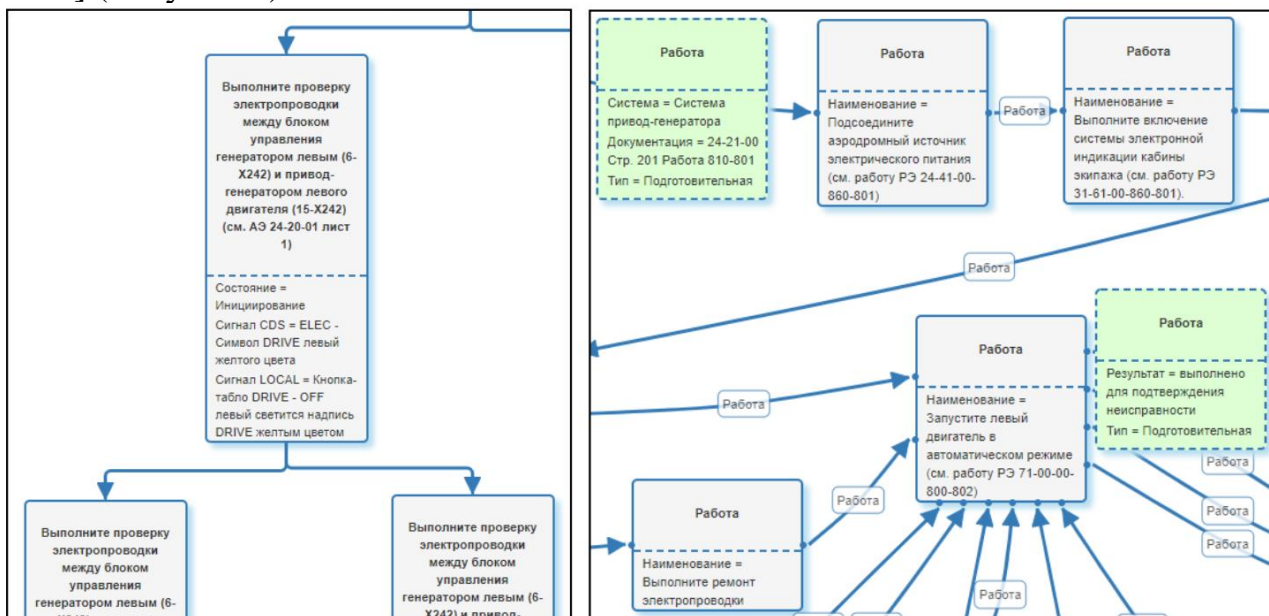 Выполните проверку
электропроводки
между блоком
управления
генератором левым (6-
X242) и привод-
генератором левого
двигателя (15-X242)
(см. АЭ 24-20-01 лист
1)
Состояние =
Инициирование
Сигнал CDS = ELEC -
Символ DRIVE левый
желтого цвета
Сигнал LOCAL = Кнопка-
табло DRIVE - OFF
левый светится надпись
DRIVE желтым цветом
Выполните проверку
электропроводки
между блоком
управления
генератором левым (6-
Выполните проверку
электропроводки
между блоком
управления
генератором левым (6-
X242) и привод-
Работа
Система = Система
привод-генератора
Документация = 24-21-00
Стр. 201 Работа 810-801
Тип = Подготовительная
Работа
Наименование =
Подсоедините
аэродромный источник
электрического питания
(см. работу РЭ 24-41-00-
860-801)
Работа
Работа
Наименование =
Выполните включение
системы электронной
индикации кабины
экипажа (см. работу РЭ
31-61-00-860-801).
Работа
Работа
Работа
Наименование =
Запустите левый
двигатель в
автоматическом режиме
(см. работу РЭ 71-00-00-
800-802)
Работа
Результат = выполнено
для подтверждения
неисправности
Тип = Подготовительная
Работа
Работа
Работа
Работа
Работа
Наименование =
Выполните ремонт
электропроводки
Работа